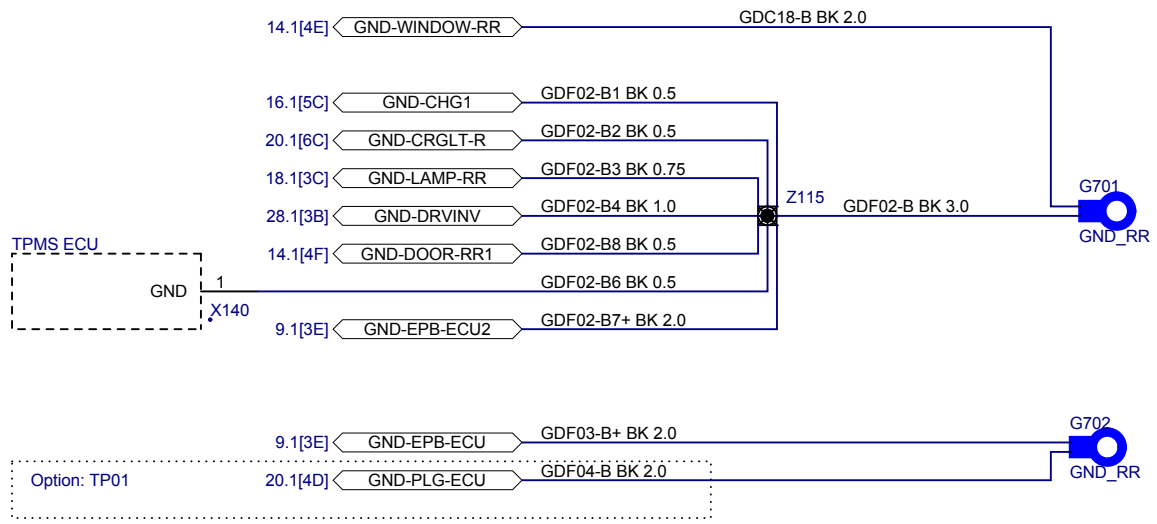 14.1[4E] GND-WINDOW-RR GDC18-B BK 2.0
16.1[5C] GND-CHG1 GDF02-B1 BK 0.5
20.1[6C] GND-CRGLT-R GDF02-B2 BK 0.5
18.1[3C] GND-LAMP-RR GDF02-B3 BK 0.75
G701
Z115
28.1[3B] GND-DRVINV GDF02-B4 BK 1.0 GDF02-B BK 3.0
GND_RR
TPMS ECU
14.1[4F] GND-DOOR-RR1 GDF02-B8 BK 0.5
GND 1 GDF02-B6 BK 0.5
X140
9.1[3E] GND-EPB-ECU2 GDF02-B7+ BK 2.0
G702
9.1[3E] GND-EPB-ECU GDF03-B+ BK 2.0
GND_RR
Option: TP01 20.1[4D] GND-PLG-ECU GDF04-B BK 2.0